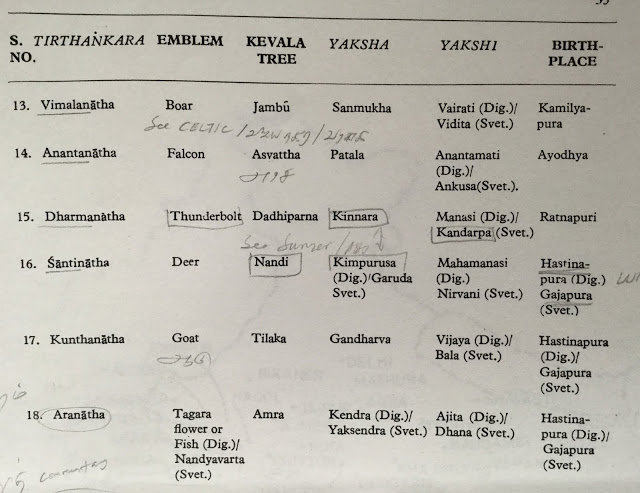 S. TIRTHAṄKARA EMBLEM KEVALA YAKSHA YAKSHI BIRTH-
NO. TREE PLACE
13. Vimalanātha Boar Jambū Sanmukha Vairati (Dig.)/ Kamilya-
Vidita (Svet.) pura
See CELTIC /
14. Anantanātha Falcon Asvattha Patala Anantamati Ayodhya
(Dig.)/
Ankusa(Svet.).
15. Dharmanātha Thunderbolt Dadhiparna Kinnara Manasi (Dig.)/ Ratnapuri
Kandarpa (Svet.)
See
16. Śāntinātha Deer Nandi Kimpurusa Mahamanasi Hastina-
(Dig.)/Garuda (Dig.) pura (Dig.)
Svet.) Nirvani (Svet.) Gajapura
(Svet.)
17. Kunthanātha Goat Tilaka Gandharva Vijaya (Dig.)/ Hastinapura
Bala (Svet.) (Dig.)/
Gajapura
(Svet.)
18. Aranātha Tagara Amra Kendra (Dig.)/ Ajita (Dig.)/ Hastina-
flower or Yaksendra (Svet.) Dhana (Svet.) pura (Dig.)/
Fish (Dig.)/ Gajapura
Nandyavarta (Svet.)
(Svet.)